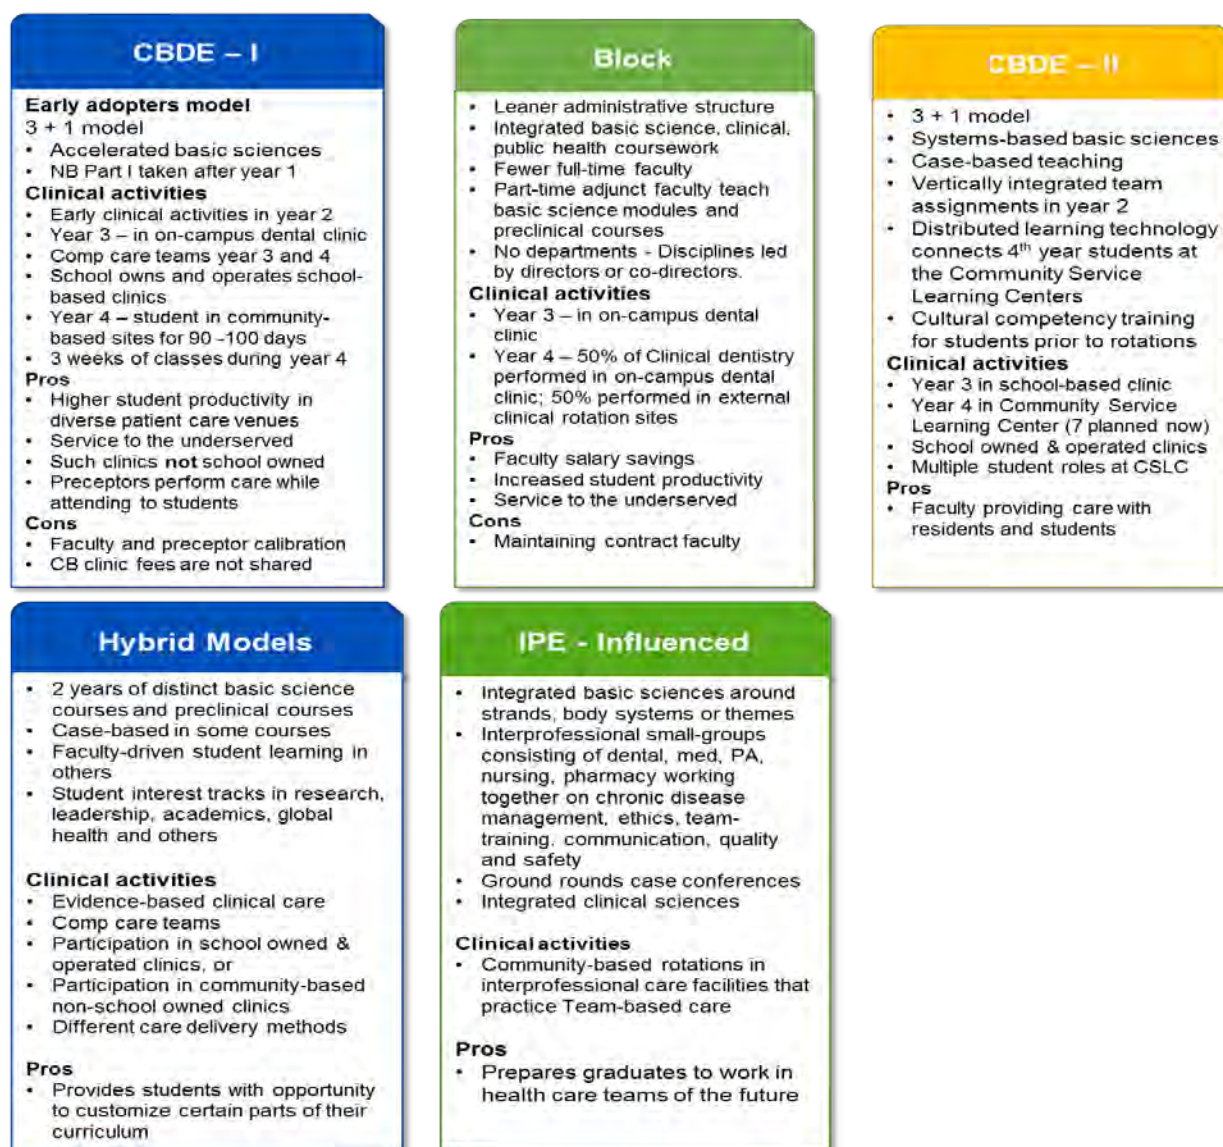 CBDE – I
Early adopters model
3 + 1 model
• Accelerated basic sciences
• NB Part I taken after year 1
Clinical activities
• Early clinical activities in year 2
• Year 3 – in on-campus dental clinic
• Comp care teams year 3 and 4
• School owns and operates school-
based clinics
• Year 4 – student in community-
based sites for 90 -100 days
• 3 weeks of classes during year 4
Pros
• Higher student productivity in
diverse patient care venues
• Service to the underserved
• Such clinics not school owned
• Preceptors perform care while
attending to students
Cons
• Faculty and preceptor calibration
• CB clinic fees are not shared
Block
• Leaner administrative structure
• Integrated basic science, clinical,
public health coursework
• Fewer full-time faculty
• Part-time adjunct faculty teach
basic science modules and
preclinical courses
• No departments - Disciplines led
by directors or co-directors.
Clinical activities
• Year 3 – in on-campus dental
clinic
• Year 4 – 50% of Clinical dentistry
performed in on-campus dental
clinic; 50% performed in external
clinical rotation sites
Pros
• Faculty salary savings
• Increased student productivity
• Service to the underserved
Cons
• Maintaining contract faculty
CBDE – II
• 3 + 1 model
• Systems-based basic sciences
• Case-based teaching
• Vertically integrated team
assignments in year 2
• Distributed learning technology
connects 4th year students at
the Community Service
Learning Centers
• Cultural competency training
for students prior to rotations
Clinical activities
• Year 3 in school-based clinic
• Year 4 in Community Service
Learning Center (7 planned now)
• School owned & operated clinics
• Multiple student roles at CSLC
Pros
• Faculty providing care with
residents and students
Hybrid Models
• 2 years of distinct basic science
courses and preclinical courses
• Case-based in some courses
• Faculty-driven student learning in
others
• Student interest tracks in research,
leadership, academics, global
health and others
Clinical activities
• Evidence-based clinical care
• Comp care teams
• Participation in school owned &
operated clinics, or
• Participation in community-based
non-school owned clinics
• Different care delivery methods
Pros
• Provides students with opportunity
to customize certain parts of their
curriculum
IPE - Influenced
• Integrated basic sciences around
strands, body systems or themes
• Interprofessional small-groups
consisting of dental, med, PA,
nursing, pharmacy working
together on chronic disease
management, ethics, team-
training, communication, quality
and safety
• Ground rounds case conferences
• Integrated clinical sciences
Clinical activities
• Community-based rotations in
interprofessional care facilities that
practice Team-based care
Pros
• Prepares graduates to work in
health care teams of the future